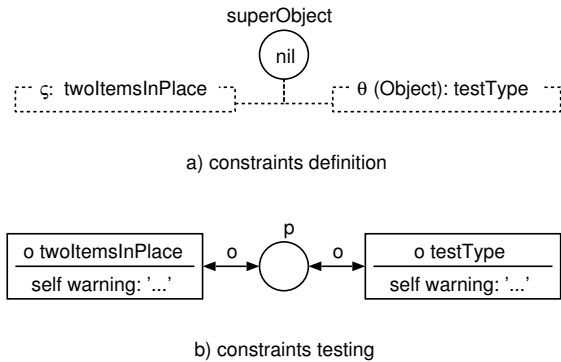 superObject
nil
ς: twoItemsInPlace
θ (Object): testType
a) constraints definition
p
o twoItemsInPlace
o
o
o testType
self warning: '...'
self warning: '...'
b) constraints testing